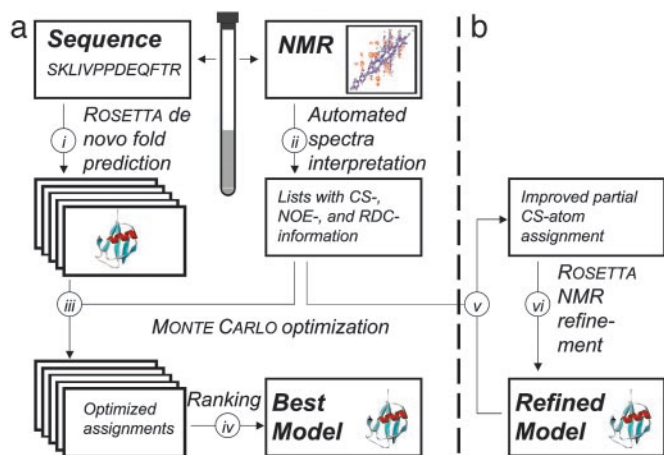 a
Sequence
SKLIVPPDEQFTR
NMR
b
i
ROSETTA de
novo fold
prediction
ii
Automated
spectra
interpretation
Lists with CS-,
NOE-, and RDC-
information
Improved partial
CS-atom
assignment
iii
MONTE CARLO optimization
v
vi
ROSETTA
NMR
refine-
ment
Optimized
assignments
Ranking
iv
Best
Model
Refined
Model